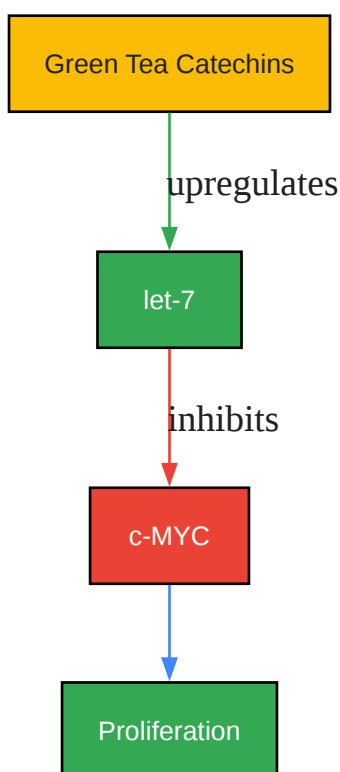 Green Tea Catechins
upregulates
let-7
inhibits
c-MYC
Proliferation